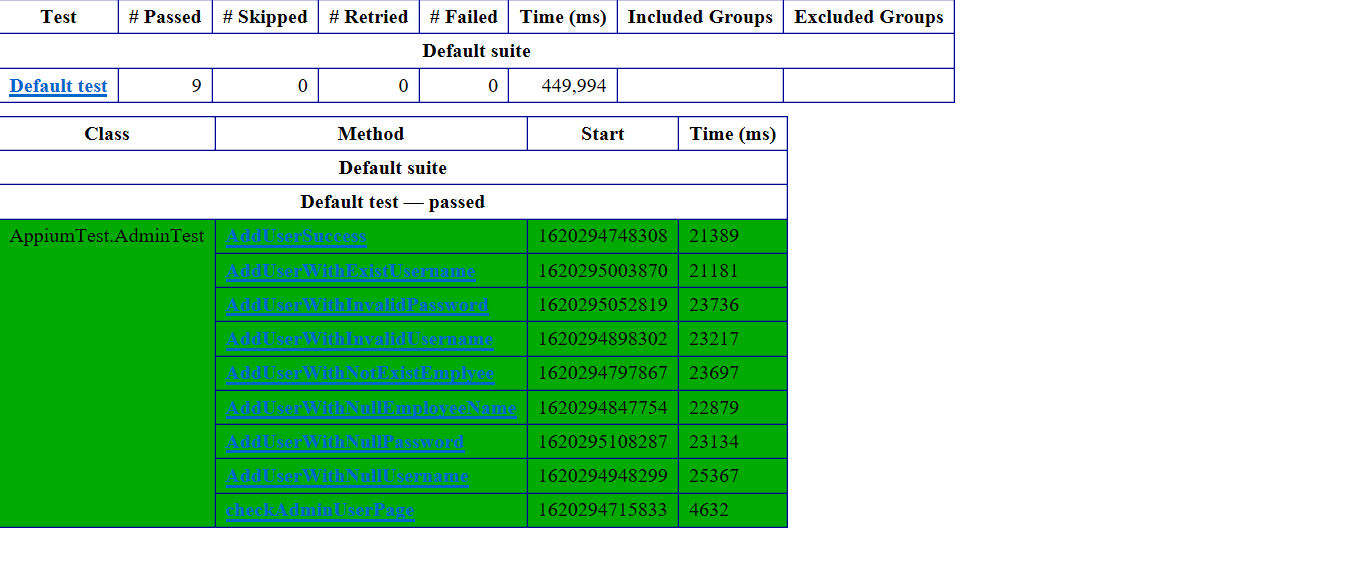 Test # Passed # Skipped # Retried # Failed Time (ms) Included Groups Excluded Groups
Default suite
Default test 9 0 0 0 449,994
Class Method Start Time (ms)
Default suite
Default test — passed
AppiumTest.AdminTest AddUserSuccess 1620294748308 21389
AddUserWithExistUsername 1620295003870 21181
AddUserWithInvalidPassword 1620295052819 23736
AddUserWithInvalidUsername 1620294898302 23217
AddUserWithNotExistEmplyee 1620294797867 23697
AddUserWithNullEmployeeName 1620294847754 22879
AddUserWithNullPassword 1620295108287 23134
AddUserWithNullUsername 1620294948299 25367
checkAdminUserPage 1620294715833 4632